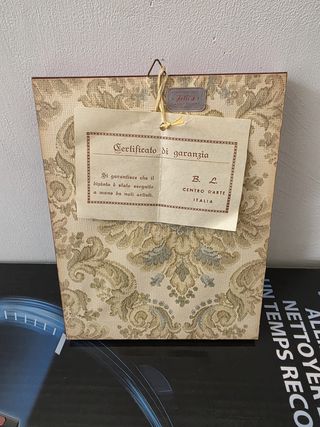 Certificato di garanzia
Si garantisce che il
dipinto è stato eseguito
a mano da noti artisti.
B. L.
CENTRO D'ARTE
ITALIA
NETTOYER
UN TEMPS RECO